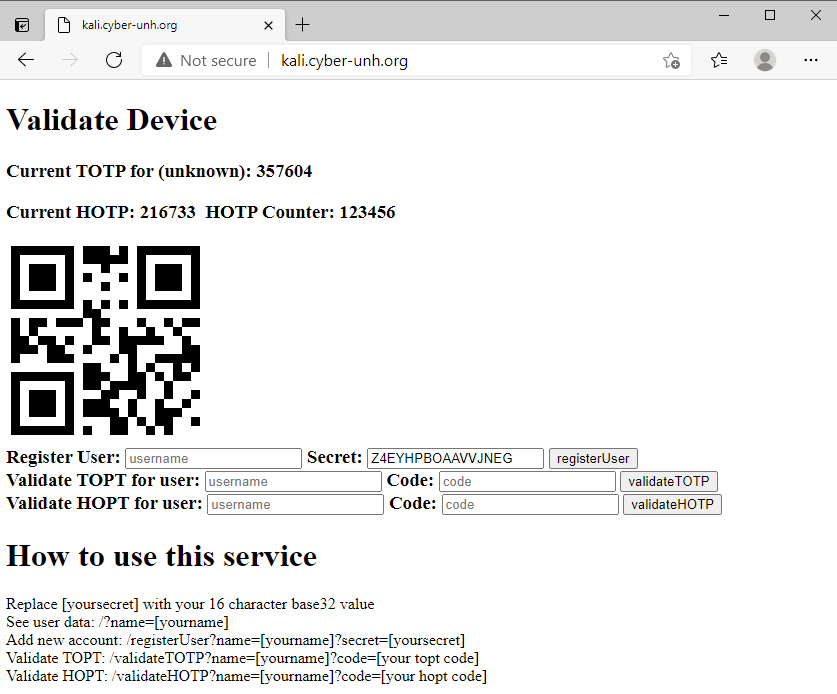 kali.cyber-unh.org
Not secure kali.cyber-unh.org
Validate Device
Current TOTP for (unknown): 357604
Current HOTP: 216733 HOTP Counter: 123456
Register User: username Secret: Z4EYHPBOAAVVJNEG registerUser
Validate TOPT for user: username Code: code validateTOTP
Validate HOPT for user: username Code: code validateHOTP
How to use this service
Replace [yoursecret] with your 16 character base32 value
See user data: /?name=[yourname]
Add new account: /registerUser?name=[yourname]?secret=[yoursecret]
Validate TOPT: /validateTOTP?name=[yourname]?code=[your topt code]
Validate HOPT: /validateHOTP?name=[yourname]?code=[your hopt code]